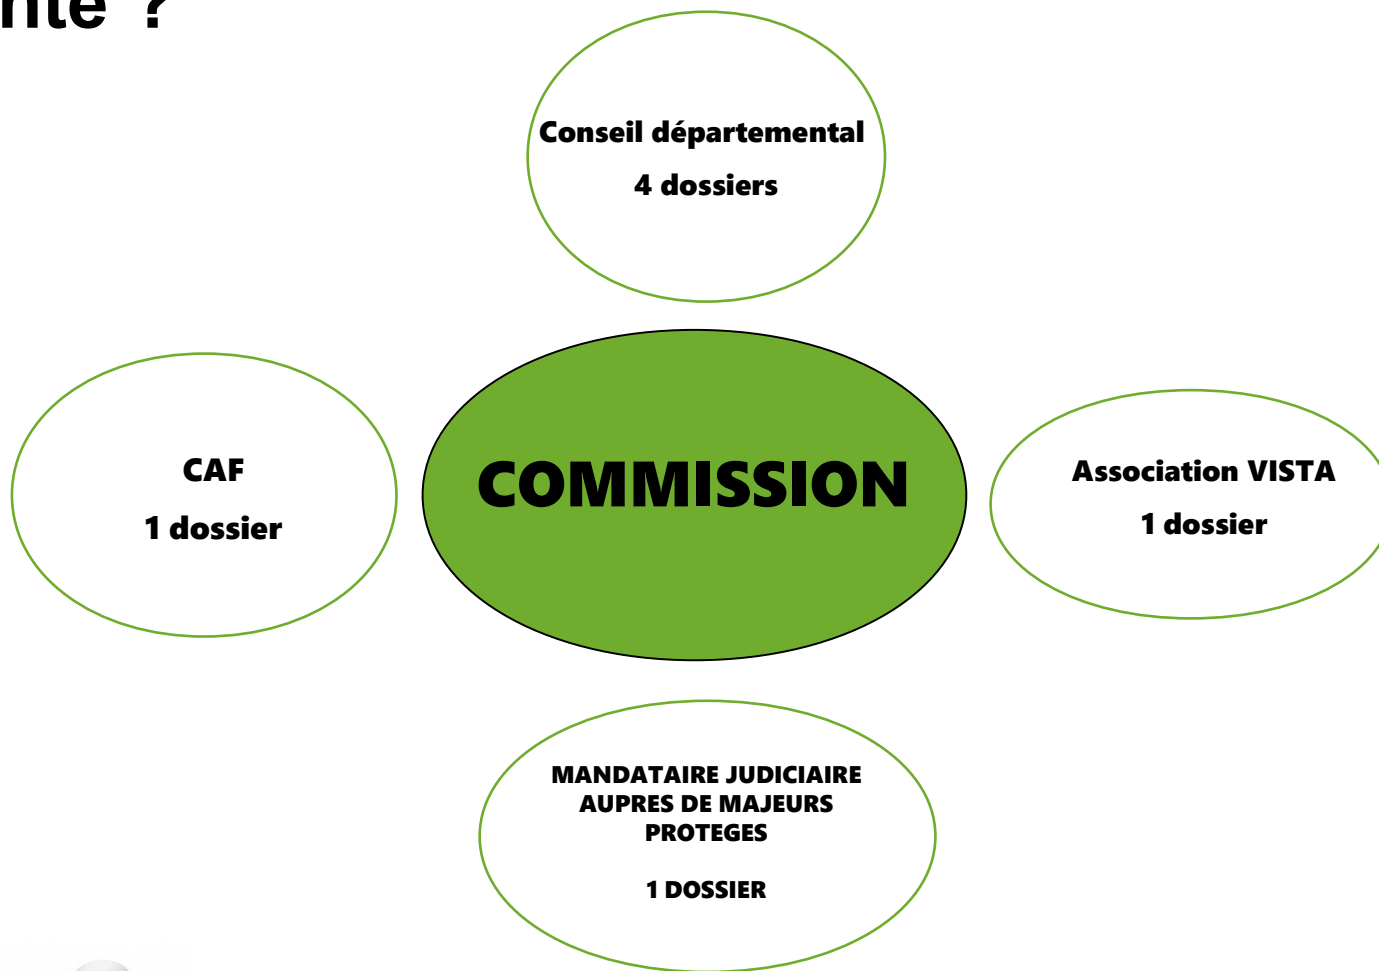 Conseil départemental
4 dossiers
CAF
1 dossier
COMMISSION
Association VISTA
1 dossier
MANDATAIRE JUDICIAIRE
AUPRES DE MAJEURS
PROTEGES
1 DOSSIER